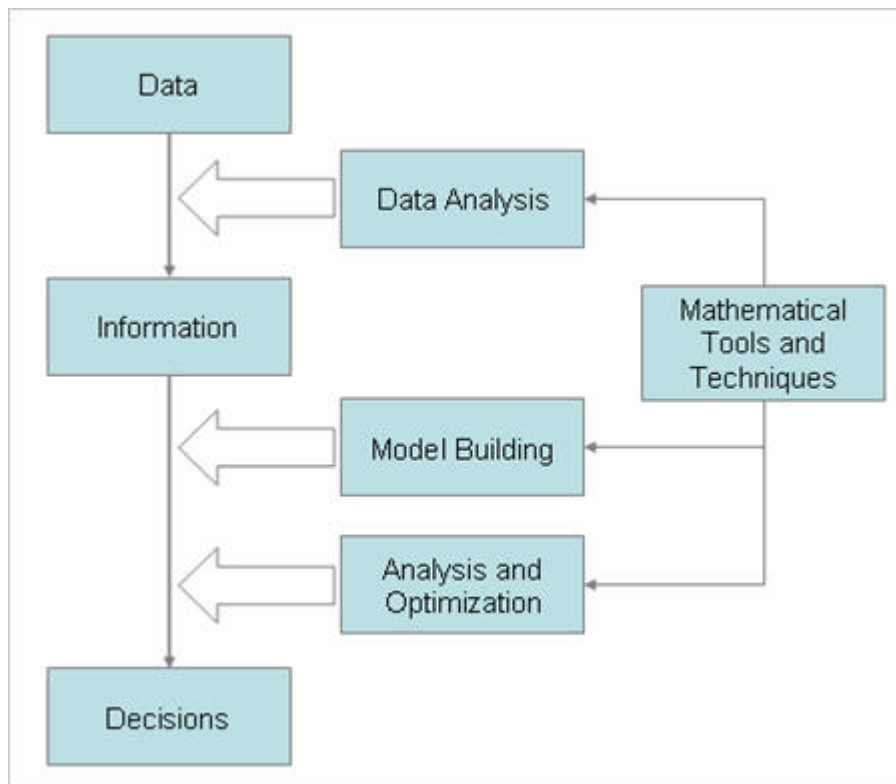 Data
Data Analysis
Information
Mathematical
Tools and
Techniques
Model Building
Analysis and
Optimization
Decisions